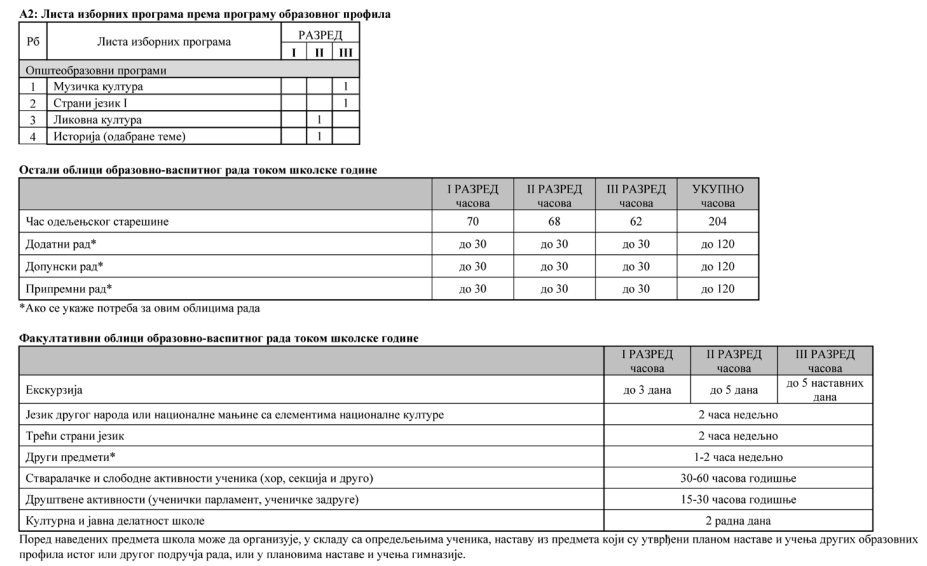 А2: Листа изборних програма према програму образовног профила
Рб Листа изборних програма РАЗРЕД
I II III
Општеобразовни програми
1 Музичка култура 1
2 Страни језик I 1
3 Ликовна култура 1
4 Историја (одабране теме) 1
Остали облици образовно-васпитног рада током школске године
I РАЗРЕД часова II РАЗРЕД часова III РАЗРЕД часова УКУПНО часова
Час одељенског старешине 70 68 62 204
Додатни рад* до 30 до 30 до 30 до 120
Допунски рад* до 30 до 30 до 30 до 120
Припремни рад* до 30 до 30 до 30 до 120
*Ако се укаже потреба за овим облицима рада
Факултативни облици образовно-васпитног рада током школске године
I РАЗРЕД часова II РАЗРЕД часова III РАЗРЕД часова
Екскурзија до 3 дана до 5 дана до 5 наставних дана
Језик другог народа или националне мањине са елементима националне културе 2 часа недељно
Трећи страни језик 2 часа недељно
Други предмети* 1-2 часа недељно
Стваралачке и слободне активности ученика (хор, секција и друго) 30-60 часова годишње
Друштвене активности (ученички парламент, ученичке задруге) 15-30 часова годишње
Културна и јавна делатност школе 2 радна дана
Поред наведених предмета школа може да организује, у складу са опредељењима ученика, наставу из предмета који су утврђени планом наставе и учења других образовних
профила истог или другог подручја рада, или у плановима наставе и учења гимназије.